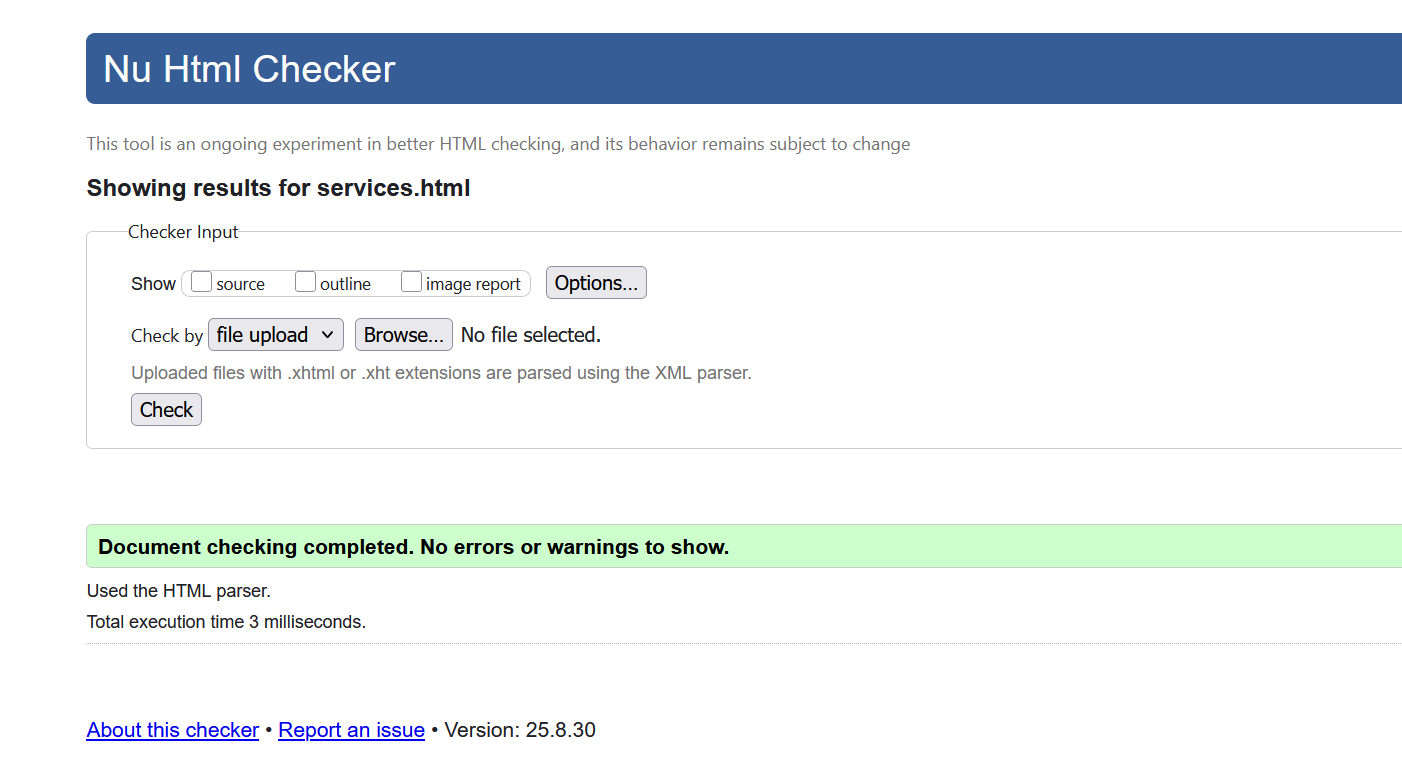 Nu Html Checker
This tool is an ongoing experiment in better HTML checking, and its behavior remains subject to change
Showing results for services.html
Checker Input
Show source outline image report Options...
Check by file upload Browse... No file selected.
Uploaded files with .xhtml or .xht extensions are parsed using the XML parser.
Check
Document checking completed. No errors or warnings to show.
Used the HTML parser.
Total execution time 3 milliseconds.
About this checker • Report an issue • Version: 25.8.30